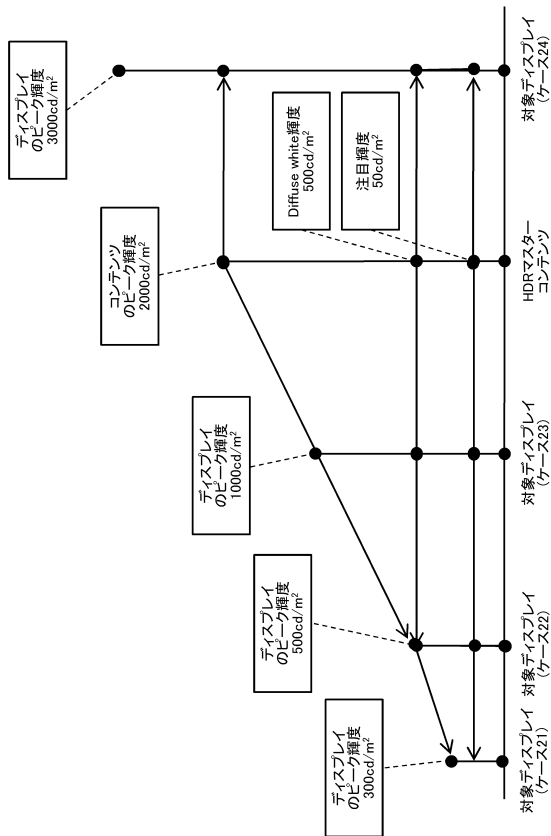 ディスプレイ
のピーク輝度
300cd/m²
ディスプレイ
のピーク輝度
500cd/m²
ディスプレイ
のピーク輝度
1000cd/m²
コンテンツ
のピーク輝度
2000cd/m²
ディスプレイ
のピーク輝度
3000cd/m²
Diffuse white輝度
500cd/m²
注目輝度
50cd/m²
対象ディスプレイ
(ケース21)
対象ディスプレイ
(ケース22)
対象ディスプレイ
(ケース23)
HDRマスター
コンテンツ
対象ディスプレイ
(ケース24)